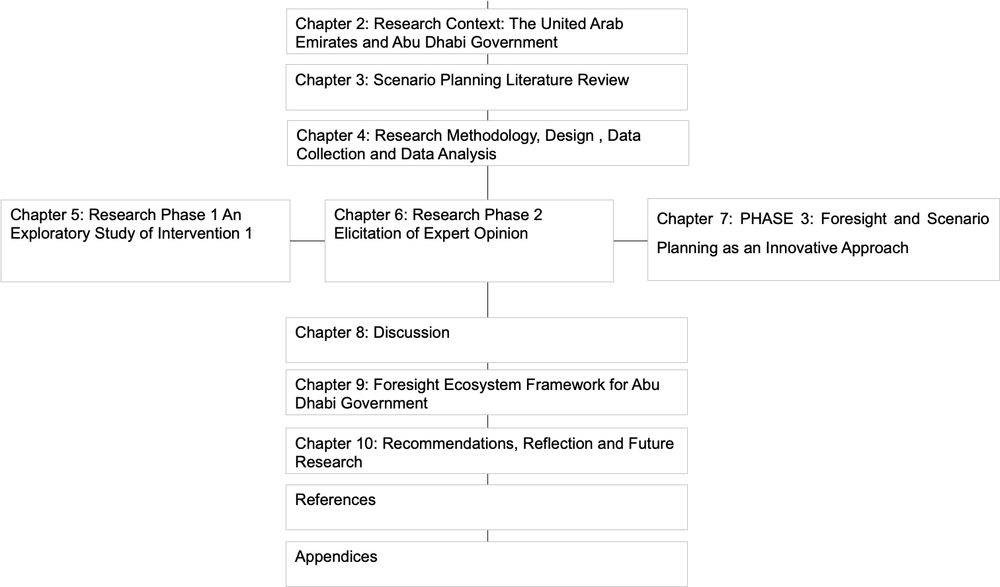 Chapter 2: Research Context: The United Arab
Emirates and Abu Dhabi Government
Chapter 3: Scenario Planning Literature Review
Chapter 4: Research Methodology, Design , Data
Collection and Data Analysis
Chapter 5: Research Phase 1 An
Exploratory Study of Intervention 1
Chapter 6: Research Phase 2
Elicitation of Expert Opinion
Chapter 7: PHASE 3: Foresight and Scenario
Planning as an Innovative Approach
Chapter 8: Discussion
Chapter 9: Foresight Ecosystem Framework for Abu
Dhabi Government
Chapter 10: Recommendations, Reflection and Future
Research
References
Appendices